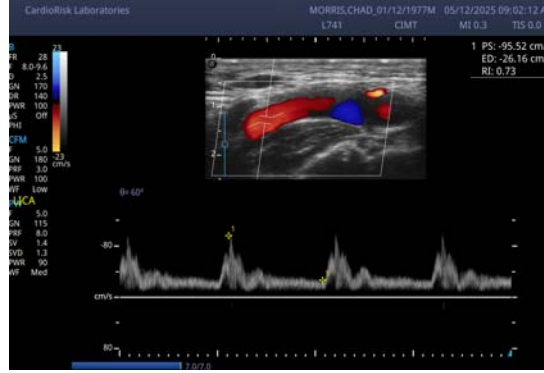 CardioRisk Laboratories MORRIS,CHAD_01/12/1977M 05/12/2025 09:02:12 A
L741 CIMT MI 0.3 TIS 0.0
B
FR 28
F 8.0-9.6
D 2.5
GN 170
DR 140
PWR 100
µS Off
PHI
CFM
F 5.0
GN 180
PRF 3.0
PWR 100
WF Low
LICA
F 5.0
GN 115
PRF 8.0
SV 1.4
SVD 1.3
PWR 90
WF Med
23
-23
cm/s
0
1
2
1 PS: -95.52 cm/
ED: -26.16 cm/
RI: 0.73
θ= 60°
-80
1
cm/s
80
7.0/7.0